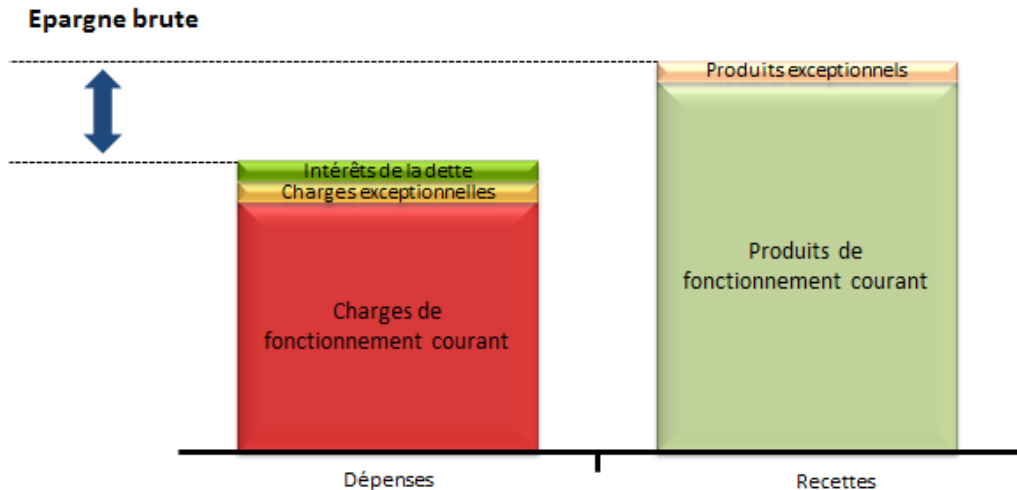 Epargne brute
Produits exceptionnels
Intérêts de la dette
Charges exceptionnelles
Produits de
fonctionnement courant
Charges de
fonctionnement courant
Dépenses
Recettes